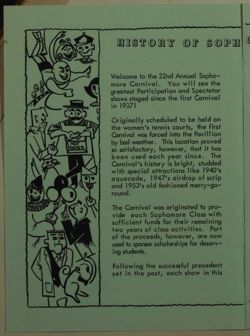 HISTORY OF SOPH
Welcome to the 22nd Annual Sopho-
more Carnival. You will see the
greatest Participation and Spectator
shows staged since the first Carnival
in 1937!
Originally scheduled to be held on
the women's tennis courts, the first
Carnival was forced into the Pavillion
by bad weather. This location proved
so satisfactory, however, that it has
been used each year since. The
Carnival's history is bright, studded
with special attractions like 1940's
aquacade, 1947's airdrop of scrip
and 1953's old fashioned merry-go-
round.
The Carnival was originated to pro-
vide each Sophomore Class with
sufficient funds for their remaining
two years of class activities. Part
of the proceeds, however, are now
used to sponsor scholarships for deserv-
ing students.
Following the successful precedent
set in the past, each show in this